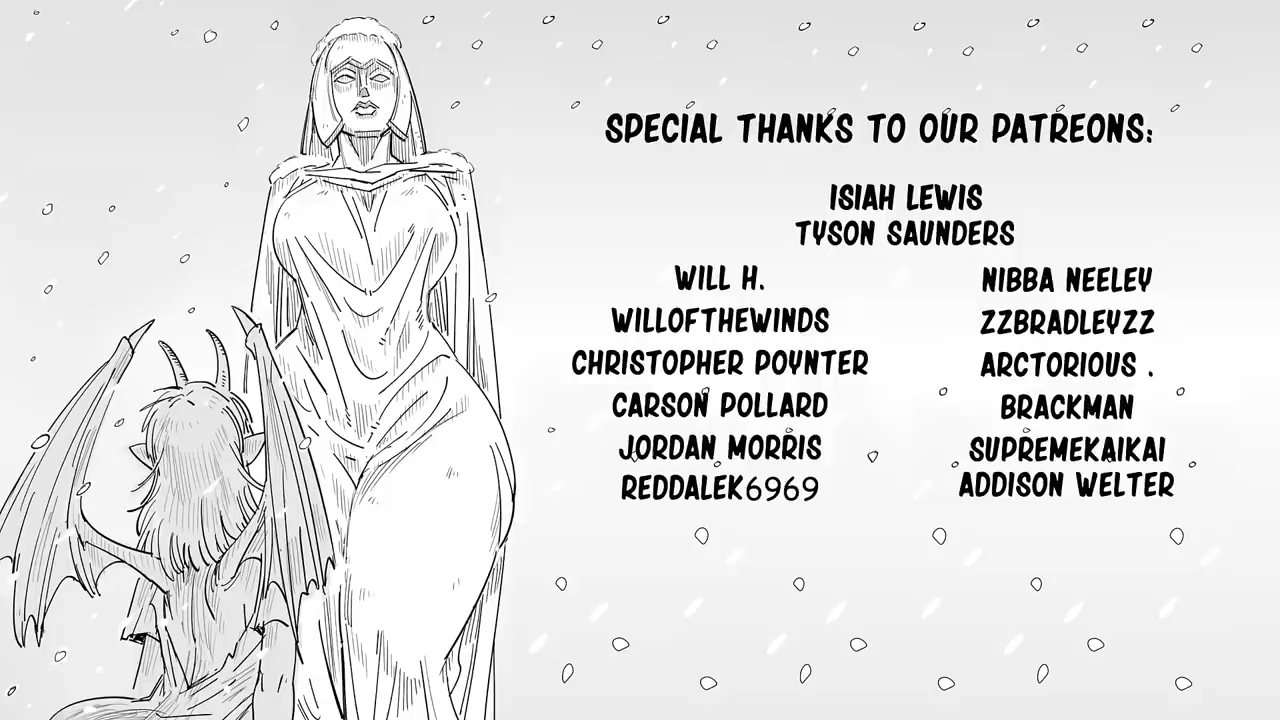 SPECIAL THANKS TO OUR PATREONS:
ISIAH LEWIS
TYSON SAUNDERS
WILL H.
WILLOFTHEWINDS
CHRISTOPHER POYNTER
CARSON POLLARD
JORDAN MORRIS
REDDALEK6969
NIBBA NEELEY
ZZBRADLEYZZ
ARCTORIOUS .
BRACKMAN
SUPREMEKAIKAI
ADDISON WELTER